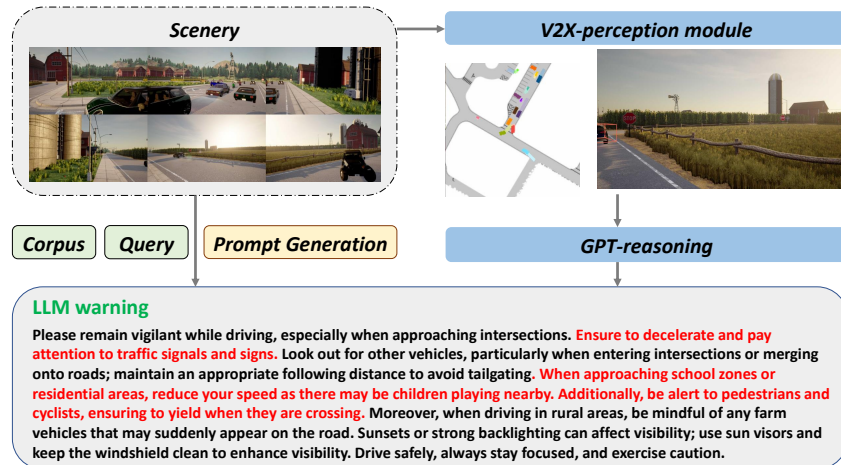 Scenery
V2X-perception module
Corpus
Query
Prompt Generation
GPT-reasoning
LLM warning
Please remain vigilant while driving, especially when approaching intersections. Ensure to decelerate and pay
attention to traffic signals and signs. Look out for other vehicles, particularly when entering intersections or merging
onto roads; maintain an appropriate following distance to avoid tailgating. When approaching school zones or
residential areas, reduce your speed as there may be children playing nearby. Additionally, be alert to pedestrians and
cyclists, ensuring to yield when they are crossing. Moreover, when driving in rural areas, be mindful of any farm
vehicles that may suddenly appear on the road. Sunsets or strong backlighting can affect visibility; use sun visors and
keep the windshield clean to enhance visibility. Drive safely, always stay focused, and exercise caution.